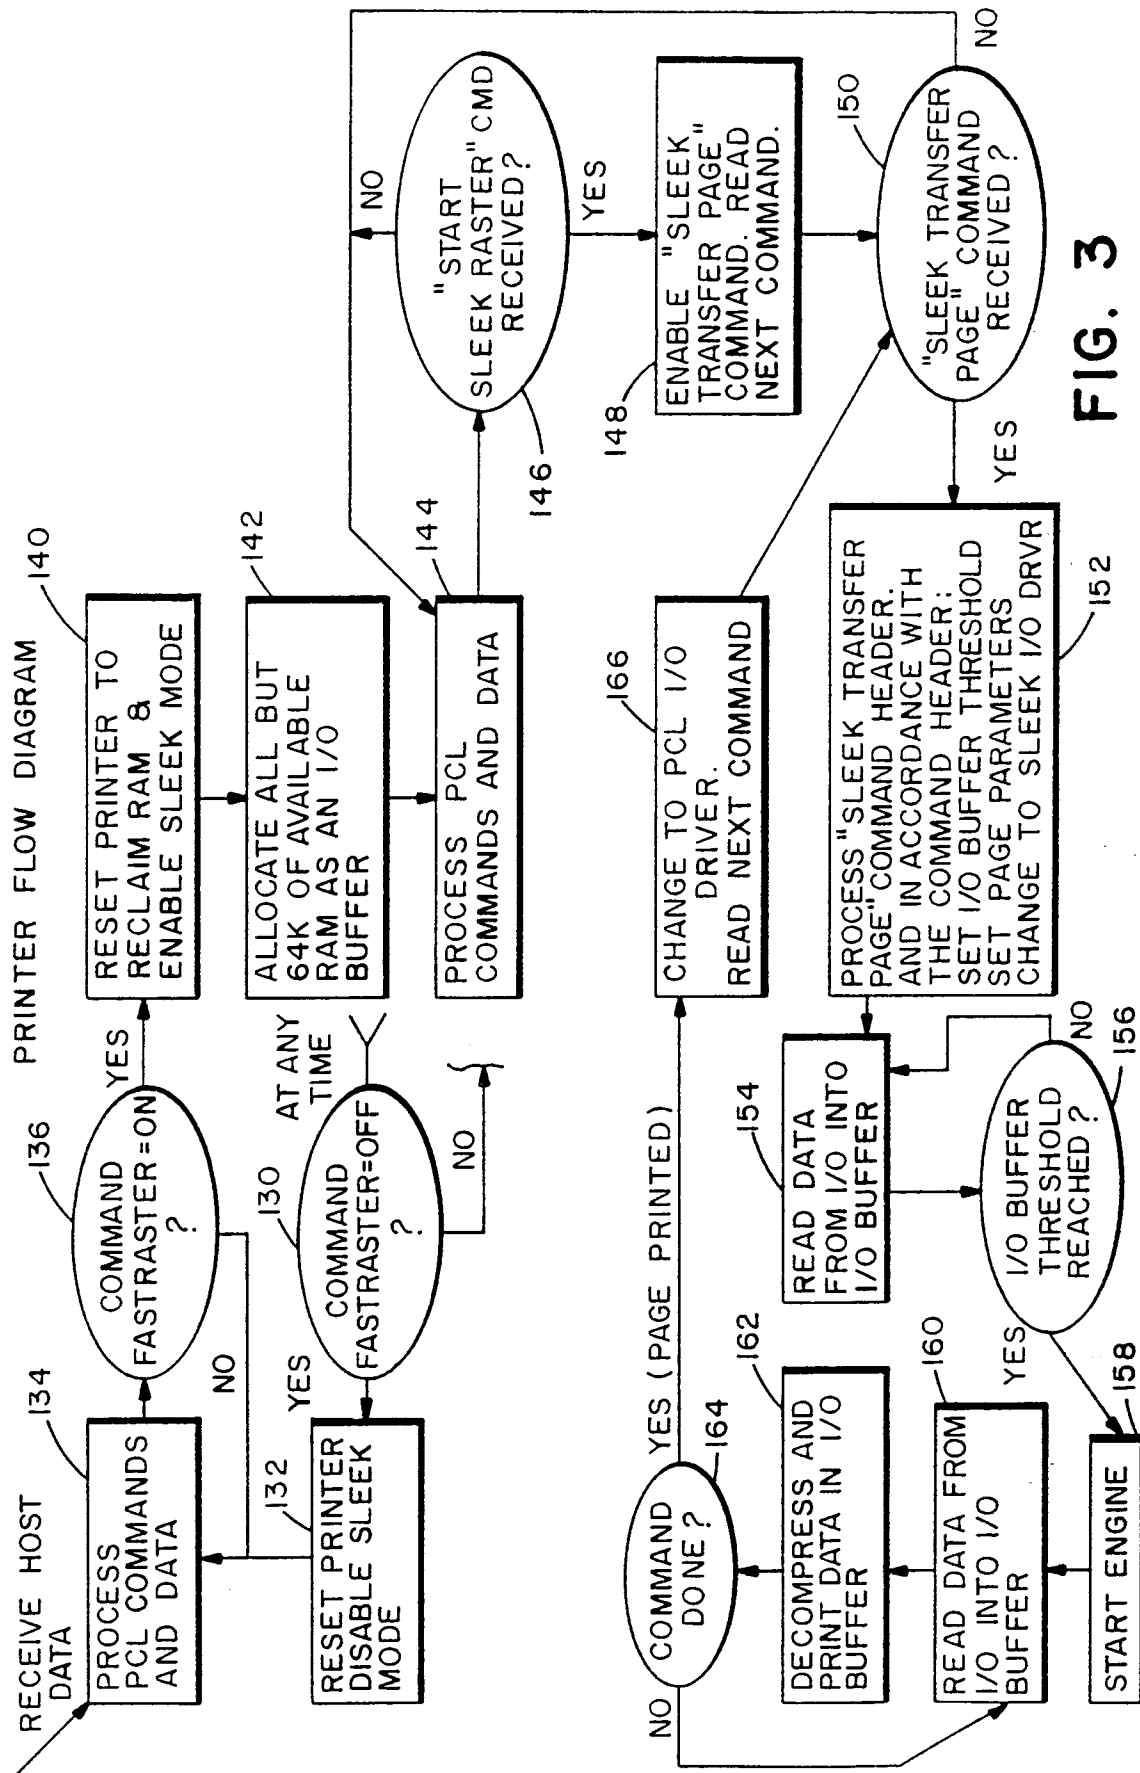 PRINTER FLOW DIAGRAM
RECEIVE HOST
DATA
134
PROCESS
PCL COMMANDS
AND DATA
136
COMMAND
FASTRASTER=ON
?
YES
NO
140
RESET PRINTER TO
RECLAIM RAM &
ENABLE SLEEK MODE
142
ALLOCATE ALL BUT
64K OF AVAILABLE
RAM AS AN I/O
BUFFER
144
PROCESS PCL
COMMANDS AND DATA
AT ANY
TIME
130
COMMAND
FASTRASTER=OFF
?
NO
YES
132
RESET PRINTER
DISABLE SLEEK
MODE
146
"START
SLEEK RASTER" CMD
RECEIVED?
NO
YES
148
ENABLE "SLEEK
TRANSFER PAGE"
COMMAND. READ
NEXT COMMAND.
150
"SLEEK TRANSFER
PAGE" COMMAND
RECEIVED?
NO
YES
152
PROCESS "SLEEK TRANSFER
PAGE" COMMAND HEADER.
AND IN ACCORDANCE WITH
THE COMMAND HEADER:
SET I/O BUFFER THRESHOLD
SET PAGE PARAMETERS
CHANGE TO SLEEK I/O DRVR
154
READ DATA
FROM I/O INTO
I/O BUFFER
156
I/O BUFFER
THRESHOLD
REACHED?
NO
YES
158
START ENGINE
160
READ DATA FROM
I/O INTO I/O
BUFFER
162
DECOMPRESS AND
PRINT DATA IN I/O
BUFFER
164
COMMAND
DONE?
NO
YES (PAGE PRINTED)
166
CHANGE TO PCL I/O
DRIVER.
READ NEXT COMMAND
FIG. 3